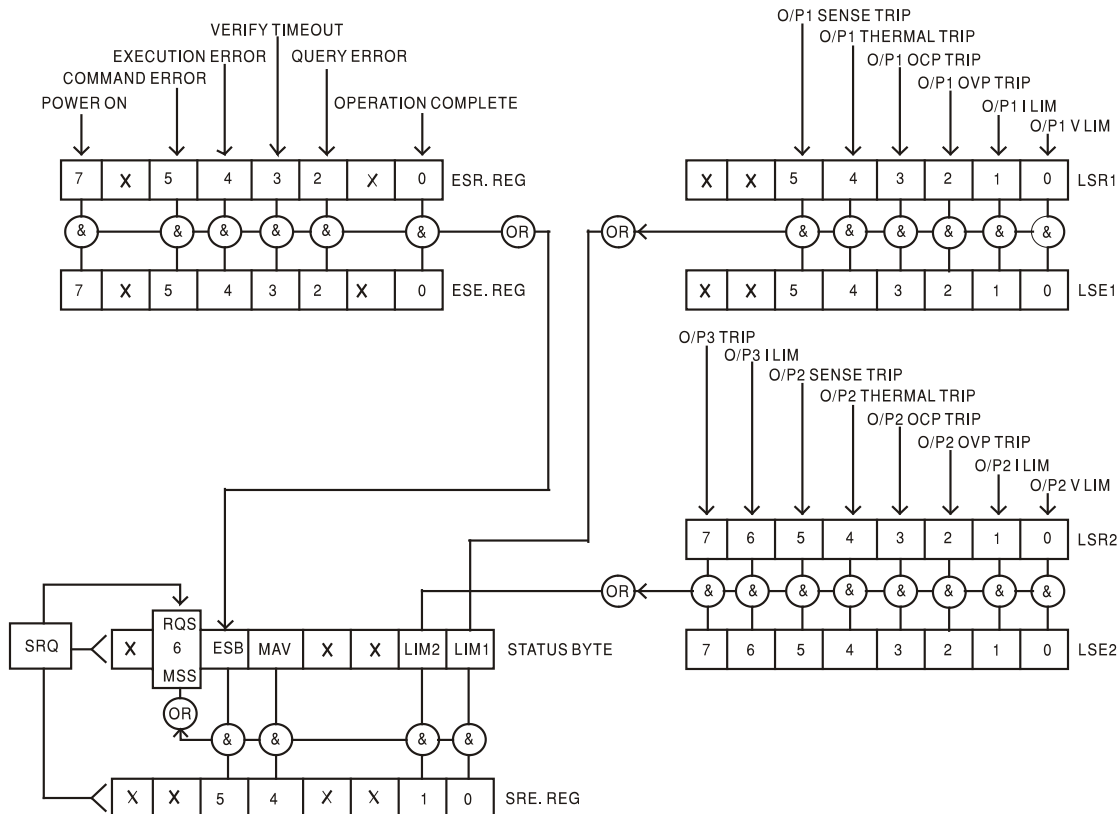 VERIFY TIMEOUT
EXECUTION ERROR
QUERY ERROR
COMMAND ERROR
POWER ON
OPERATION COMPLETE
7 X 5 4 3 2 X 0 ESR. REG
& & & & & & OR
7 X 5 4 3 2 X 0 ESE. REG
O/P1 SENSE TRIP
O/P1 THERMAL TRIP
O/P1 OCP TRIP
O/P1 OVP TRIP
O/P1 I LIM
O/P1 V LIM
X X 5 4 3 2 1 0 LSR1
OR & & & & & &
X X 5 4 3 2 1 0 LSE1
O/P3 TRIP
O/P3 I LIM
O/P2 SENSE TRIP
O/P2 THERMAL TRIP
O/P2 OCP TRIP
O/P2 OVP TRIP
O/P2 I LIM
O/P2 V LIM
7 6 5 4 3 2 1 0 LSR2
OR & & & & & & & &
7 6 5 4 3 2 1 0 LSE2
SRQ
RQS
X 6 ESB MAV X X LIM2 LIM1 STATUS BYTE
MSS
OR
& & & &
X X 5 4 X X 1 0 SRE. REG